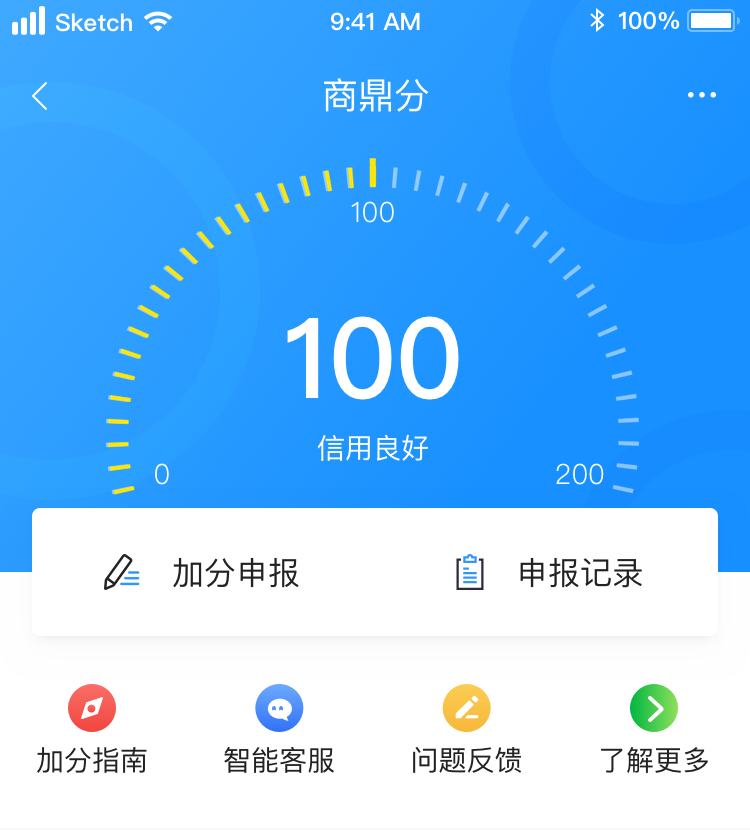 Sketch 9:41 AM 100%
商鼎分
100
100
信用良好
0 200
加分申报 申报记录
加分指南 智能客服 问题反馈 了解更多